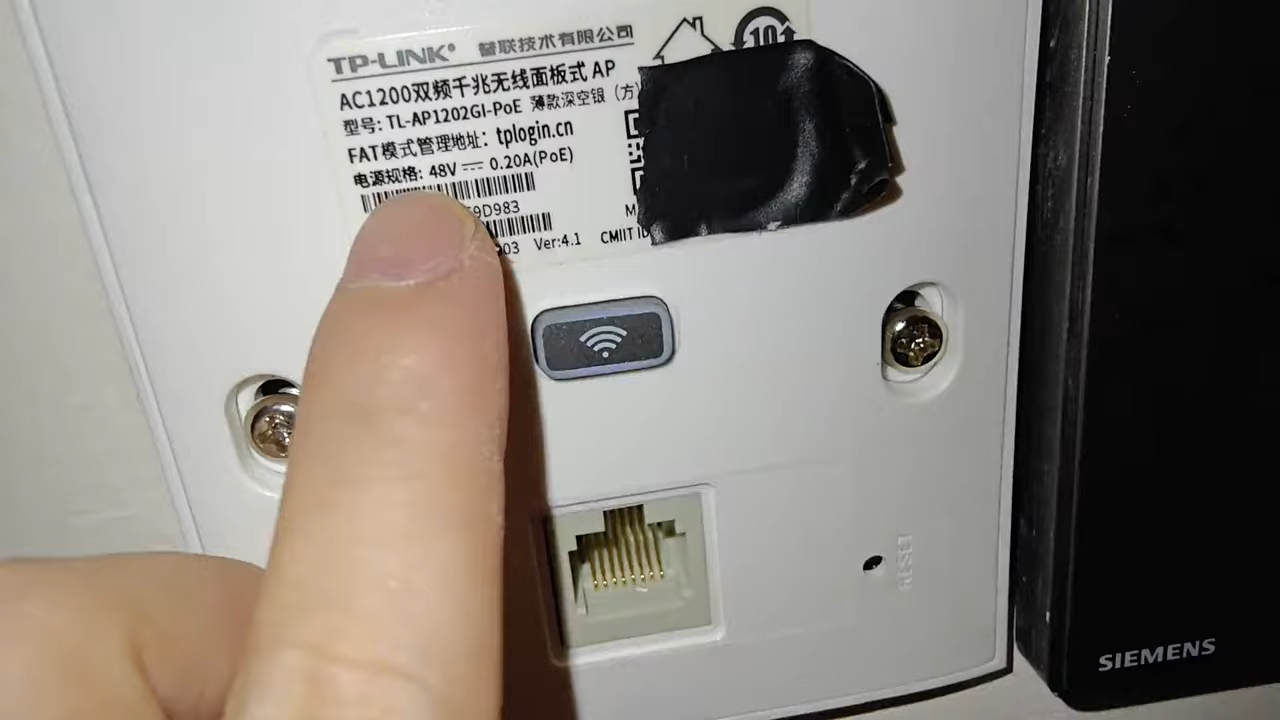 TP-LINK® 普联技术有限公司
10
AC1200双频千兆无线面板式 AP
型号: TL-AP1202GI-PoE 薄款深空银 (方)
FAT模式管理地址: tplogin.cn
电源规格: 48V 0.20A(PoE)
9D983
03 Ver:4.1 CMIIT ID
RESET
SIEMENS